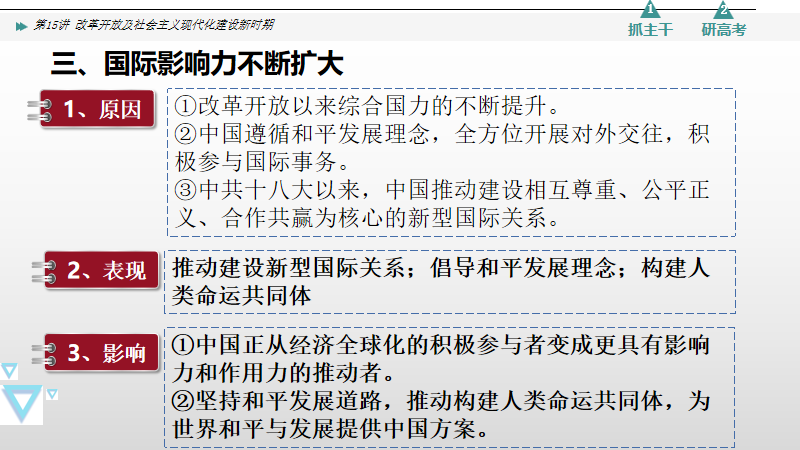 第15讲 改革开放及社会主义现代化建设新时期
1
抓主干
2
研高考
三、国际影响力不断扩大
1、原因
①改革开放以来综合国力的不断提升。
②中国遵循和平发展理念，全方位开展对外交往，积
极参与国际事务。
③中共十八大以来，中国推动建设相互尊重、公平正
义、合作共赢为核心的新型国际关系。
2、表现
推动建设新型国际关系；倡导和平发展理念；构建人
类命运共同体
3、影响
①中国正从经济全球化的积极参与者变成更具有影响
力和作用力的推动者。
②坚持和平发展道路，推动构建人类命运共同体，为
世界和平与发展提供中国方案。